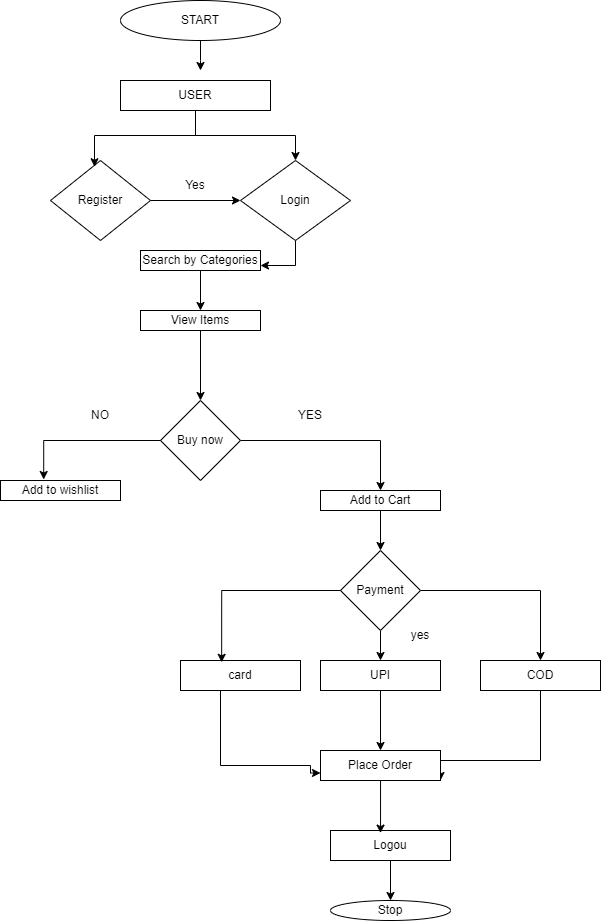 START
USER
Register
Yes
Login
Search by Categories
View Items
NO
Buy now
YES
Add to wishlist
Add to Cart
Payment
yes
card
UPI
COD
Place Order
Logou
Stop